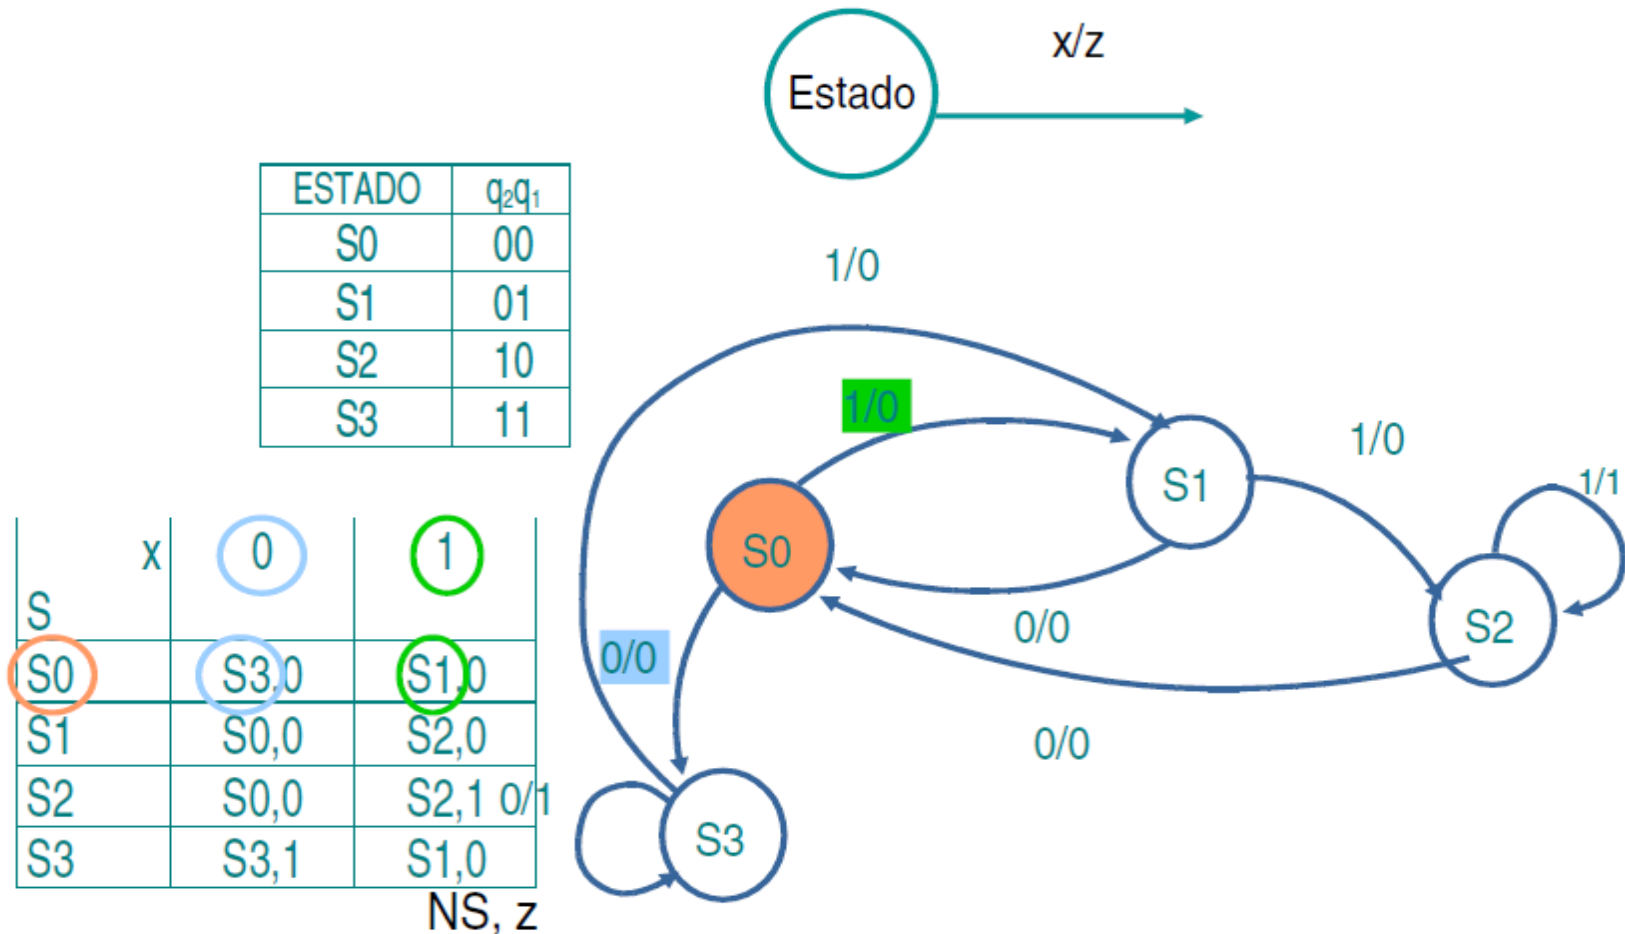 x/z
Estado
ESTADO q₂q₁
S0 00
S1 01
S2 10
S3 11
1/0
1/0
1/0
1/1
S1
S0
S2
0/0
0/0
0/0
S3
x 0 1
S
S0 S3,0 S1,0
S1 S0,0 S2,0
S2 S0,0 S2,1 0/1
S3 S3,1 S1,0
NS, z